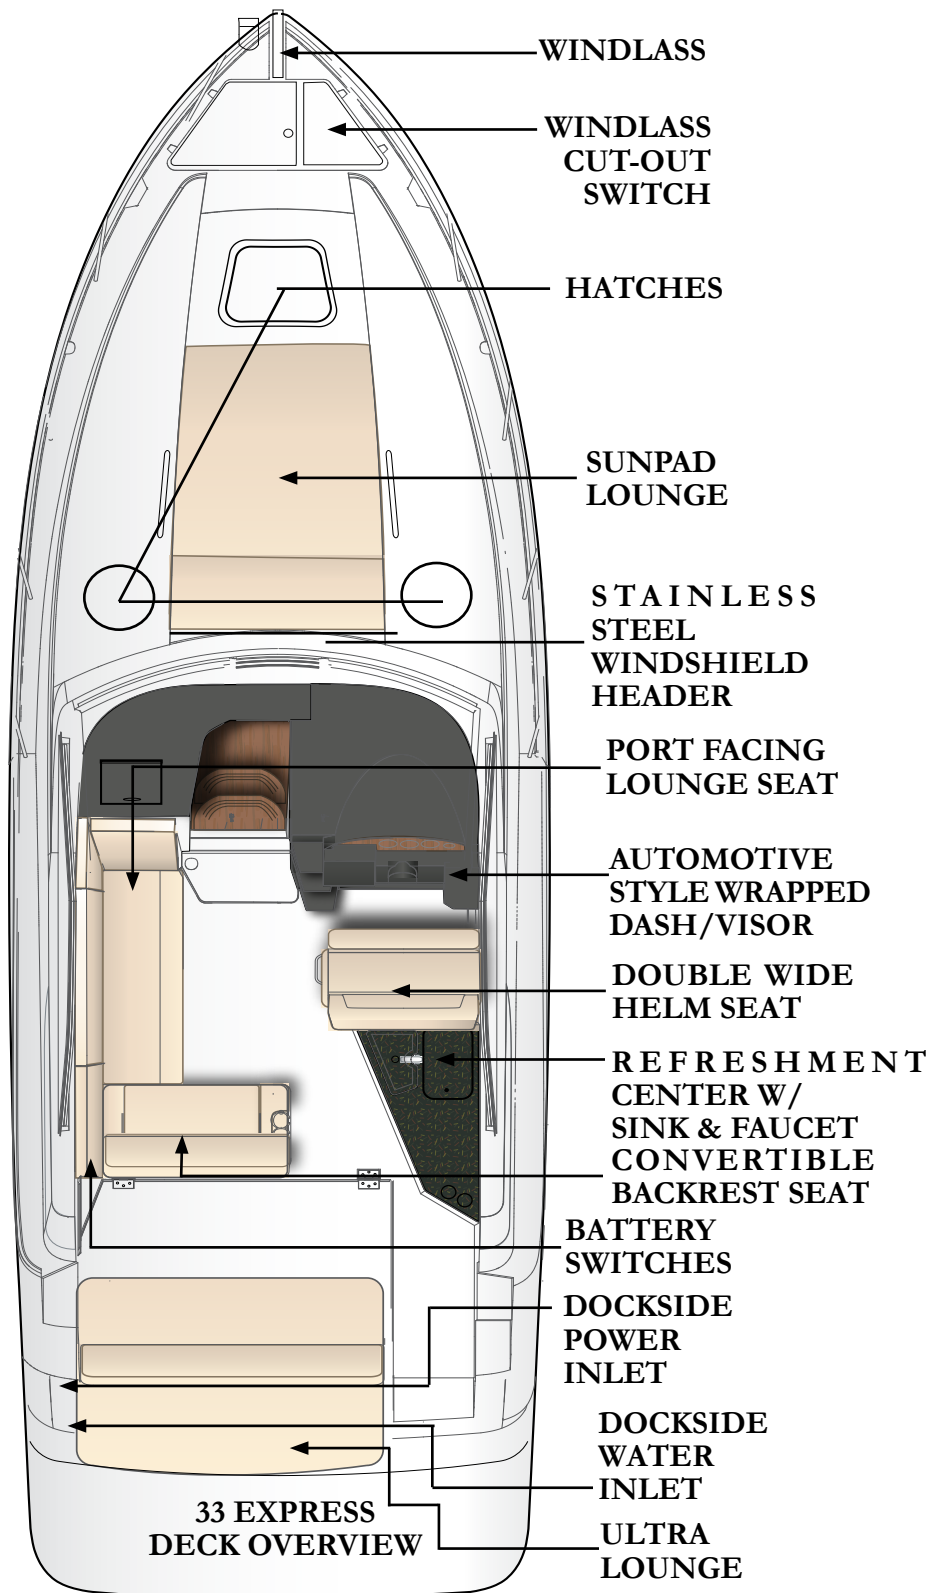 WINDLASS
WINDLASS
CUT-OUT
SWITCH
HATCHES
SUNPAD
LOUNGE
STAINLESS
STEEL
WINDSHIELD
HEADER
PORT FACING
LOUNGE SEAT
AUTOMOTIVE
STYLE WRAPPED
DASH/VISOR
DOUBLE WIDE
HELM SEAT
REFRESHMENT
CENTER W/
SINK & FAUCET
CONVERTIBLE
BACKREST SEAT
BATTERY
SWITCHES
DOCKSIDE
POWER
INLET
DOCKSIDE
WATER
INLET
ULTRA
LOUNGE
33 EXPRESS
DECK OVERVIEW